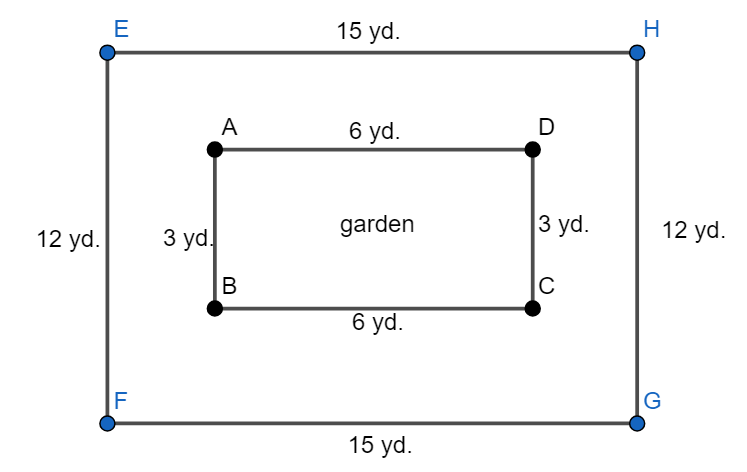 15 yd.
E
H
A
6 yd.
D
12 yd.
3 yd.
garden
3 yd.
12 yd.
B
C
6 yd.
F
G
15 yd.